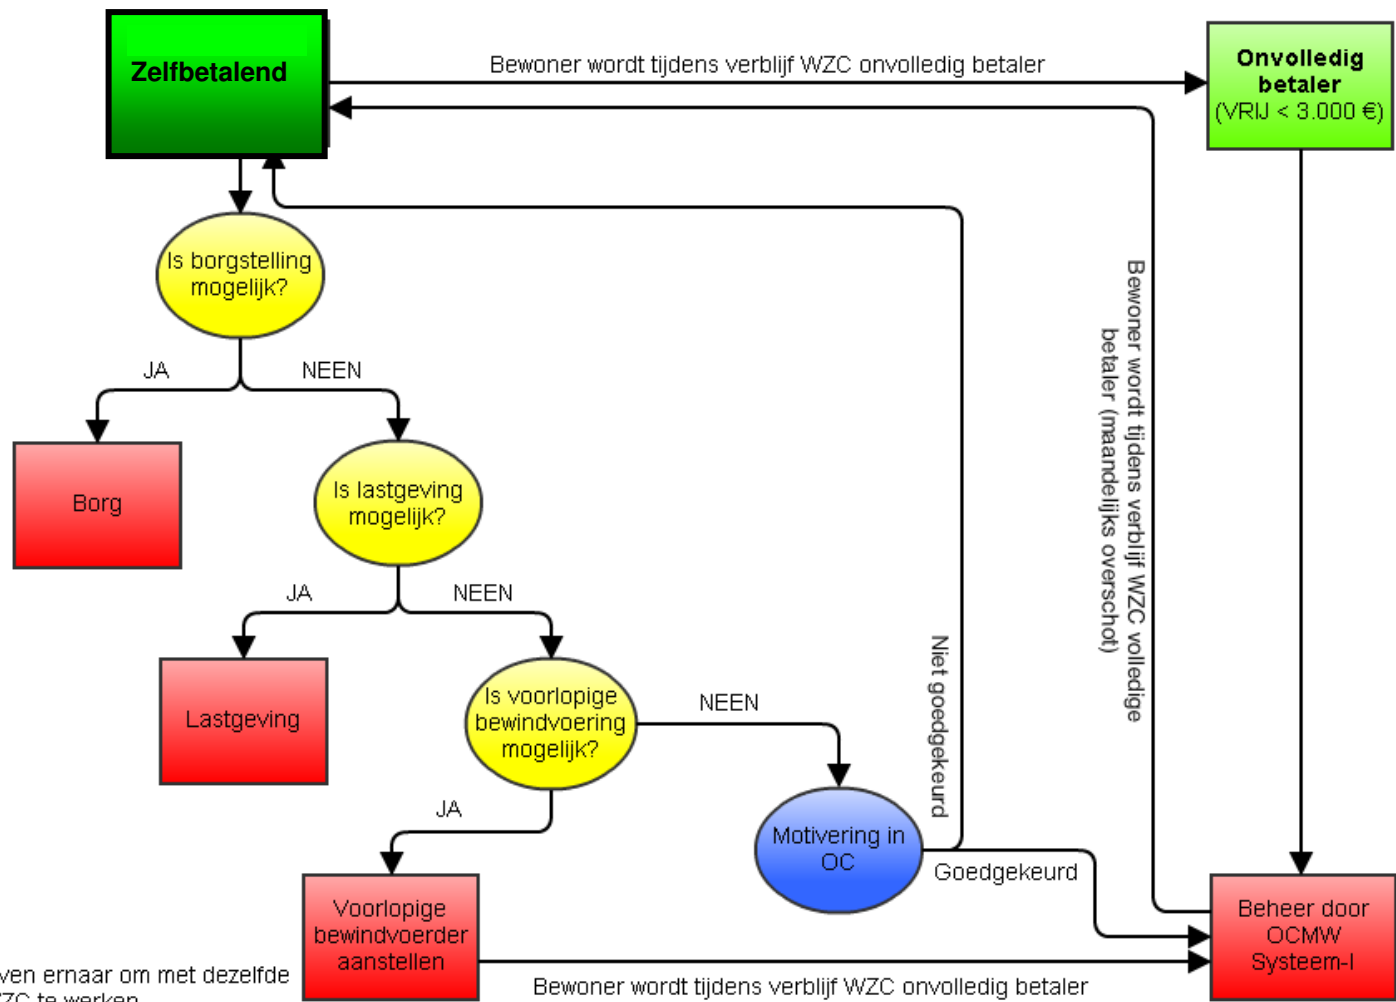 Zelfbetalend
Bewoner wordt tijdens verblijf WZC onvolledig betaler
Onvolledig
betaler
(VRIJ < 3.000 €)
Is borgstelling
mogelijk?
JA
NEEN
Borg
Is lastgeving
mogelijk?
JA
NEEN
Lastgeving
Is voorlopige
bewindvoering
mogelijk?
NEEN
JA
Motivering in
OC
Niet goedgekeurd
Goedgekeurd
Bewoner wordt tijdens verblijf WZC volledige
betaler (maandelijks overschot)
Voorlopige
bewindvoerder
aanstellen
Bewoner wordt tijdens verblijf WZC onvolledig betaler
Beheer door
OCMW
Systeem-I
ernaar om met dezelfde
te werken